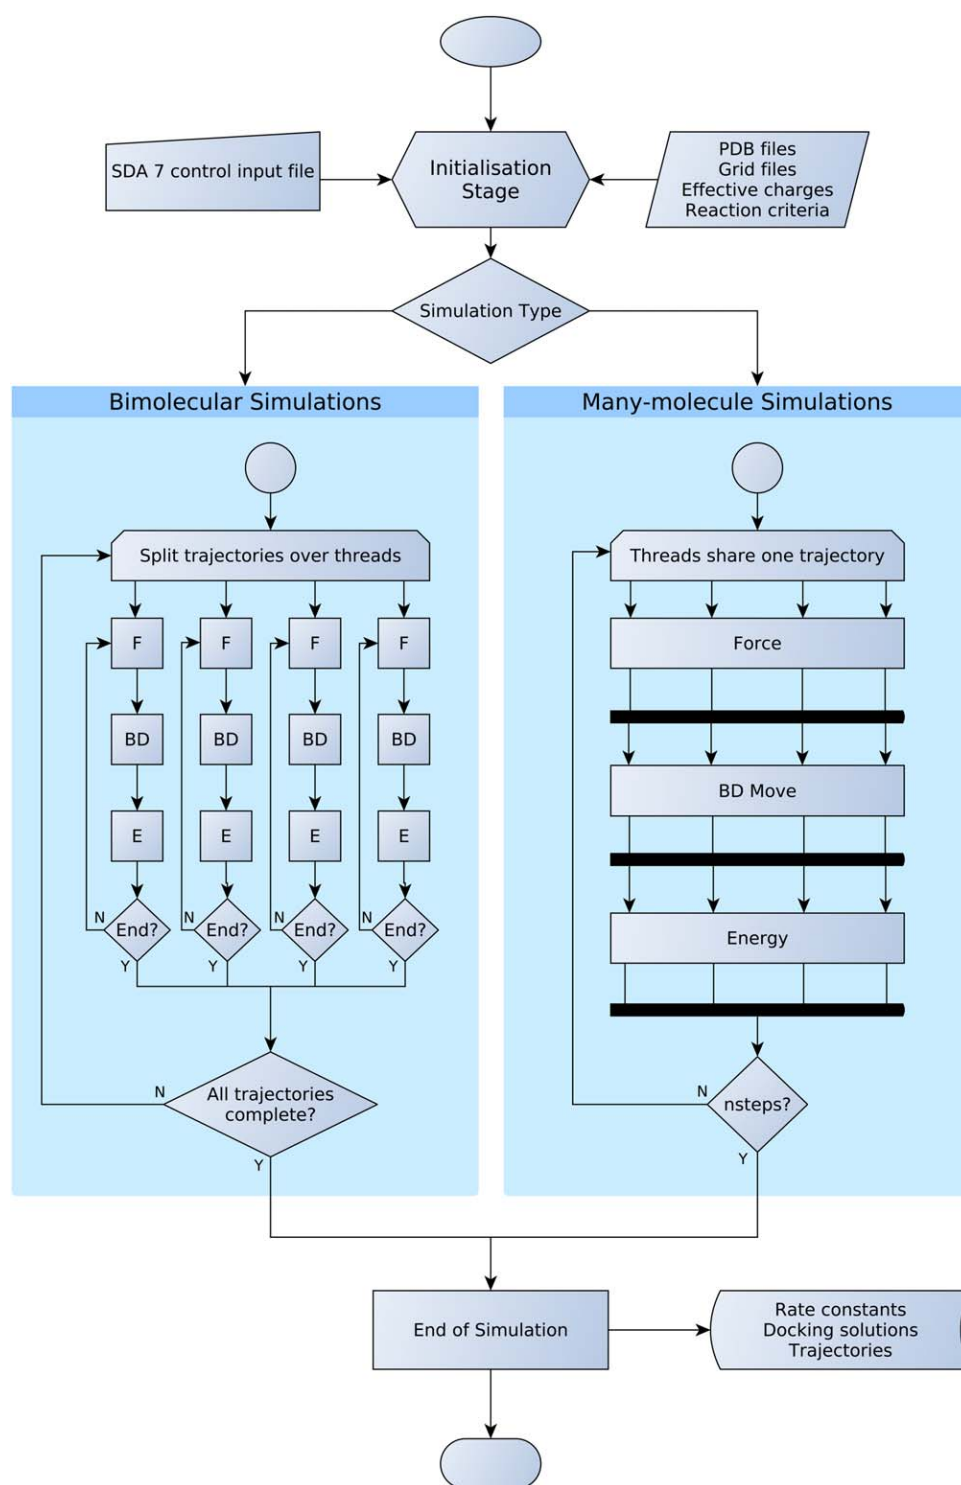 SDA 7 control input file
Initialisation
Stage
PDB files
Grid files
Effective charges
Reaction criteria
Simulation Type
Bimolecular Simulations
Split trajectories over threads
F F F F
BD BD BD BD
E E E E
N End? N End? N End? N End?
Y Y Y Y
N All trajectories
complete?
Y
Many-molecule Simulations
Threads share one trajectory
Force
BD Move
Energy
N nsteps?
Y
End of Simulation
Rate constants
Docking solutions
Trajectories